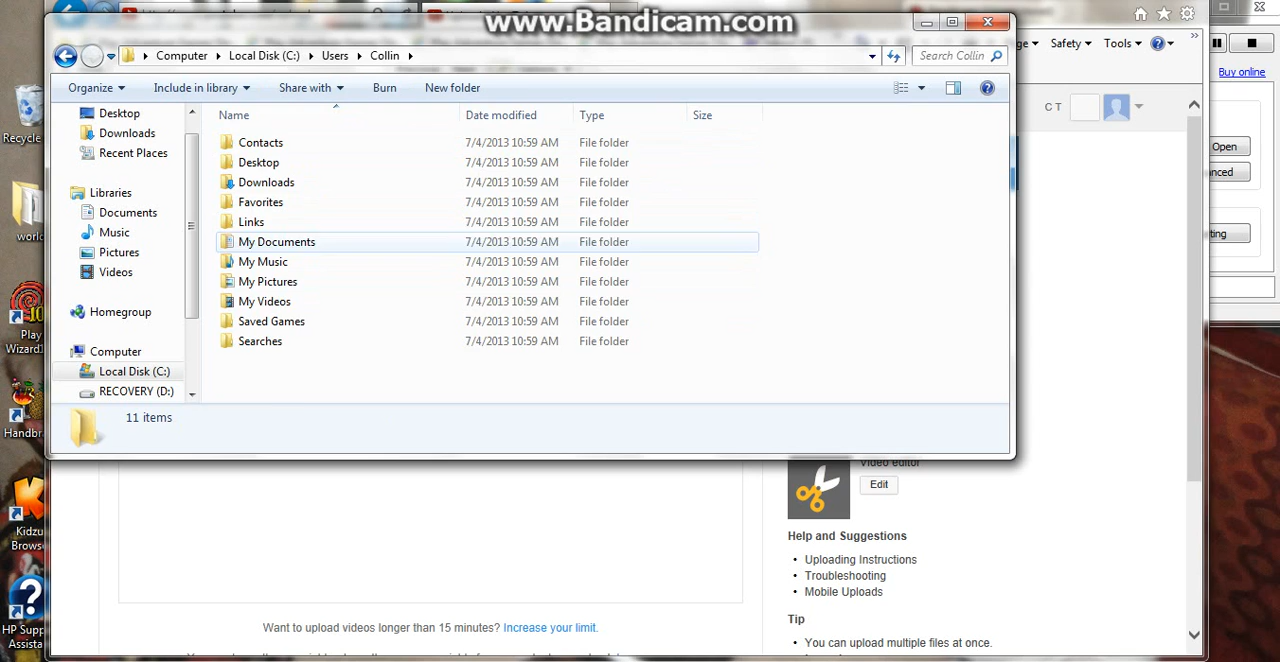 www.Bandicam.com
Computer Local Disk (C:) Users Collin
Search Collin
Organize Include in library Share with Burn New folder
Safety Tools
Buy online
C T
Open
Name Date modified Type Size
Desktop
Downloads
Recent Places
Libraries
Documents
Music
Pictures
Videos
Homegroup
Computer
Local Disk (C:)
RECOVERY (D:)
Contacts 7/4/2013 10:59 AM File folder
Desktop 7/4/2013 10:59 AM File folder
Downloads 7/4/2013 10:59 AM File folder
Favorites 7/4/2013 10:59 AM File folder
Links 7/4/2013 10:59 AM File folder
My Documents 7/4/2013 10:59 AM File folder
My Music 7/4/2013 10:59 AM File folder
My Pictures 7/4/2013 10:59 AM File folder
My Videos 7/4/2013 10:59 AM File folder
Saved Games 7/4/2013 10:59 AM File folder
Searches 7/4/2013 10:59 AM File folder
11 items
Recycle
worl
Play
Wizard1
Handbr
Kidzu
Brows
HP Supp
Assista
Video editor
Edit
Help and Suggestions
• Uploading Instructions
• Troubleshooting
• Mobile Uploads
Tip
• You can upload multiple files at once.
Want to upload videos longer than 15 minutes? Increase your limit.